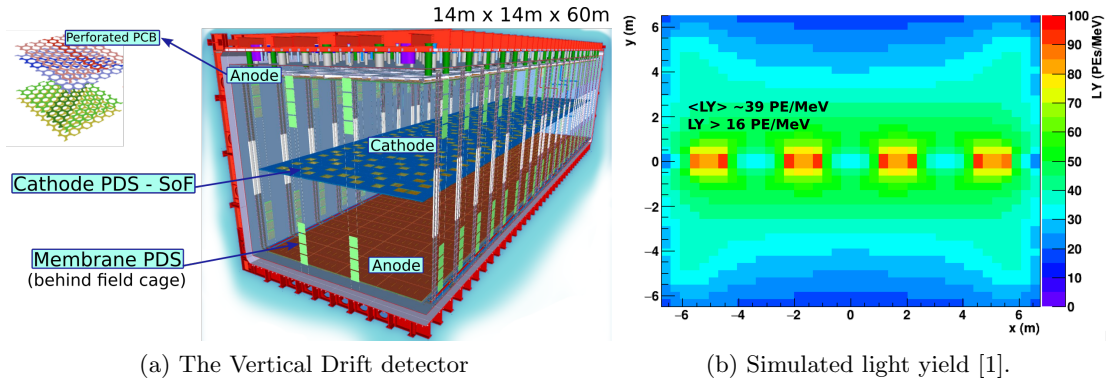 14m x 14m x 60m
Perforated PCB
Anode
Cathode
Cathode PDS - SoF
Membrane PDS
(behind field cage)
Anode
(a) The Vertical Drift detector
y (m)
6
4
2
0
−2
−4
−6
<LY> ~39 PE/MeV
LY > 16 PE/MeV
−6 −4 −2 0 2 4 6
x (m)
100
90
80
70
60
50
40
30
20
10
0
LY (PEs/MeV)
(b) Simulated light yield [1].